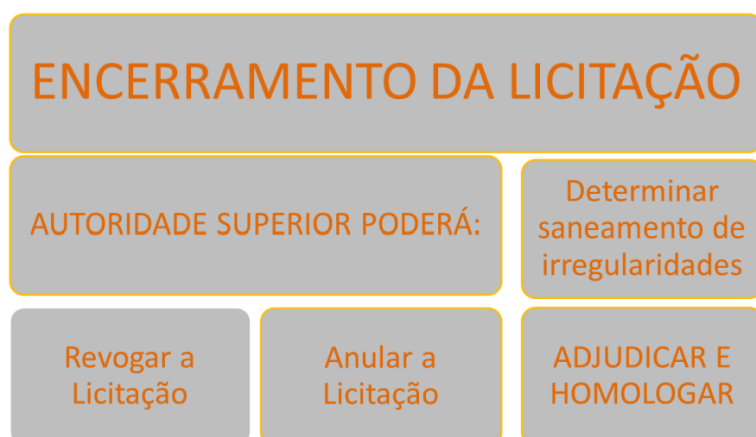 ENCERRAMENTO DA LICITAÇÃO
AUTORIDADE SUPERIOR PODERÁ:
Determinar
saneamento de
irregularidades
Revogar a
Licitação
Anular a
Licitação
ADJUDICAR E
HOMOLOGAR